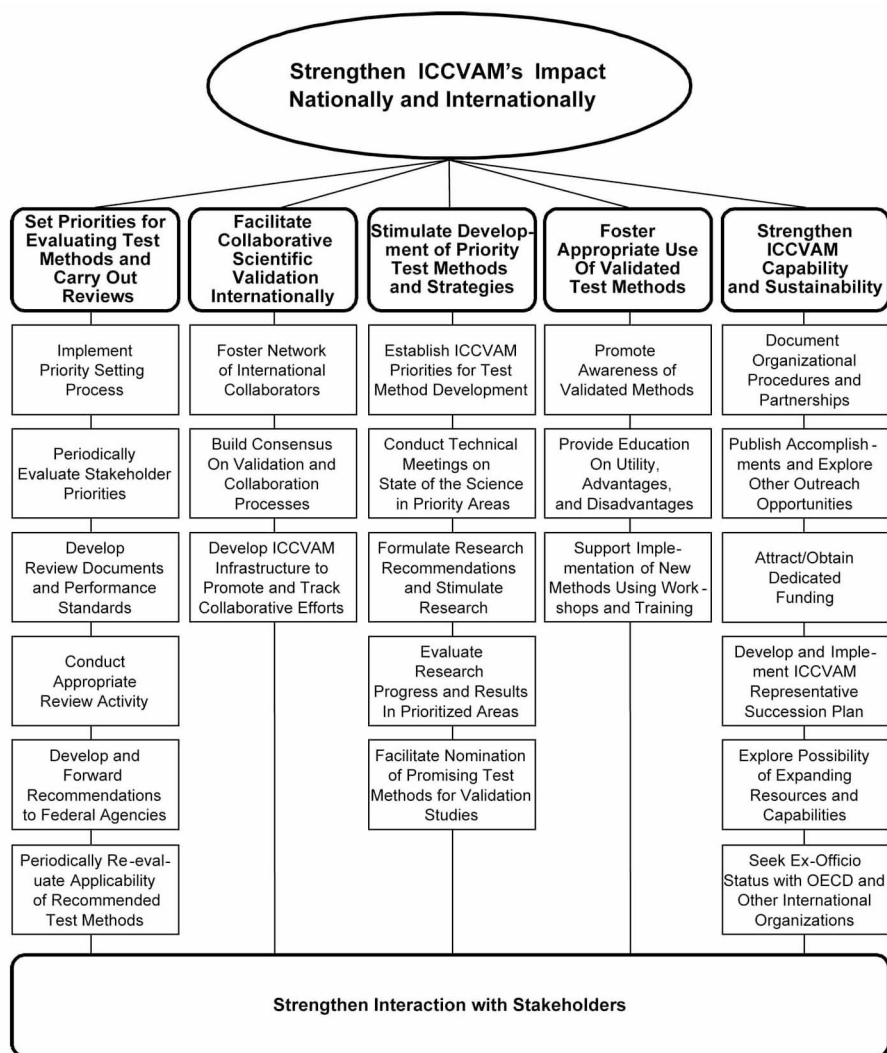 Strengthen ICCVAM's Impact
Nationally and Internationally
Set Priorities for
Evaluating Test
Methods and
Carry Out
Reviews
Implement
Priority Setting
Process
Periodically
Evaluate Stakeholder
Priorities
Develop
Review Documents
and Performance
Standards
Conduct
Appropriate
Review Activity
Develop and
Forward
Recommendations
to Federal Agencies
Periodically Re-eval-
uate Applicability
of Recommended
Test Methods
Facilitate
Collaborative
Scientific
Validation
Internationally
Foster Network
of International
Collaborators
Build Consensus
On Validation and
Collaboration
Processes
Develop ICCVAM
Infrastructure to
Promote and Track
Collaborative Efforts
Stimulate Develop-
ment of Priority
Test Methods
and Strategies
Establish ICCVAM
Priorities for Test
Method Development
Conduct Technical
Meetings on
State of the Science
in Priority Areas
Formulate Research
Recommendations
and Stimulate
Research
Evaluate
Research
Progress and Results
In Prioritized Areas
Facilitate Nomination
of Promising Test
Methods for Validation
Studies
Foster
Appropriate Use
Of Validated
Test Methods
Promote
Awareness of
Validated Methods
Provide Education
On Utility,
Advantages,
and Disadvantages
Support Imple-
mentation of New
Methods Using Work-
shops and Training
Strengthen
ICCVAM
Capability
and Sustainability
Document
Organizational
Procedures and
Partnerships
Publish Accomplish-
ments and Explore
Other Outreach
Opportunities
Attract/Obtain
Dedicated
Funding
Develop and Imple-
ment ICCVAM
Representative
Succession Plan
Explore Possibility
of Expanding
Resources and
Capabilities
Seek Ex-Officio
Status with OECD and
Other International
Organizations
Strengthen Interaction with Stakeholders